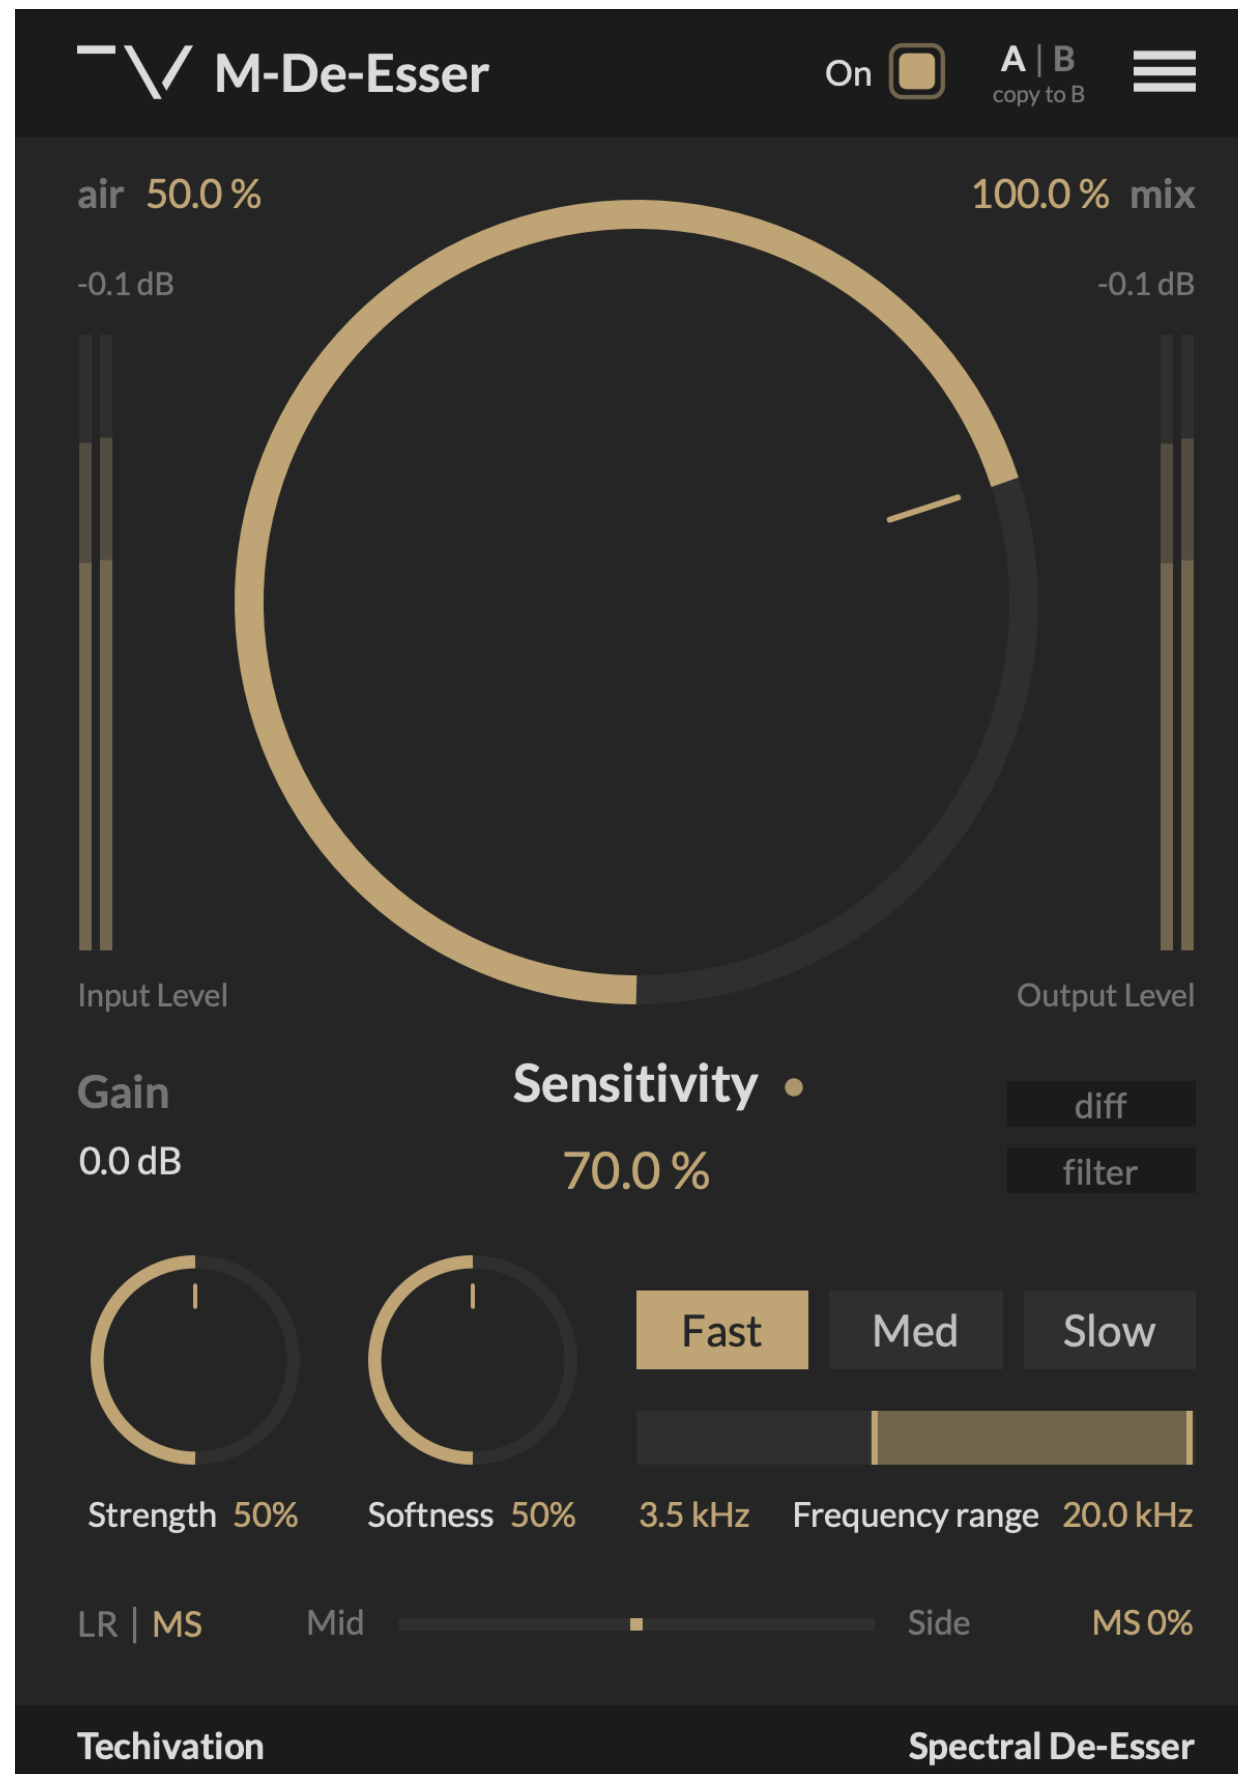 M-De-Esser On A | B
copy to B
air 50.0 % 100.0 % mix
-0.1 dB -0.1 dB
Input Level Output Level
Gain Sensitivity diff
0.0 dB 70.0 % filter
Fast Med Slow
Strength 50% Softness 50% 3.5 kHz Frequency range 20.0 kHz
LR | MS Mid Side MS 0%
Techivation Spectral De-Esser